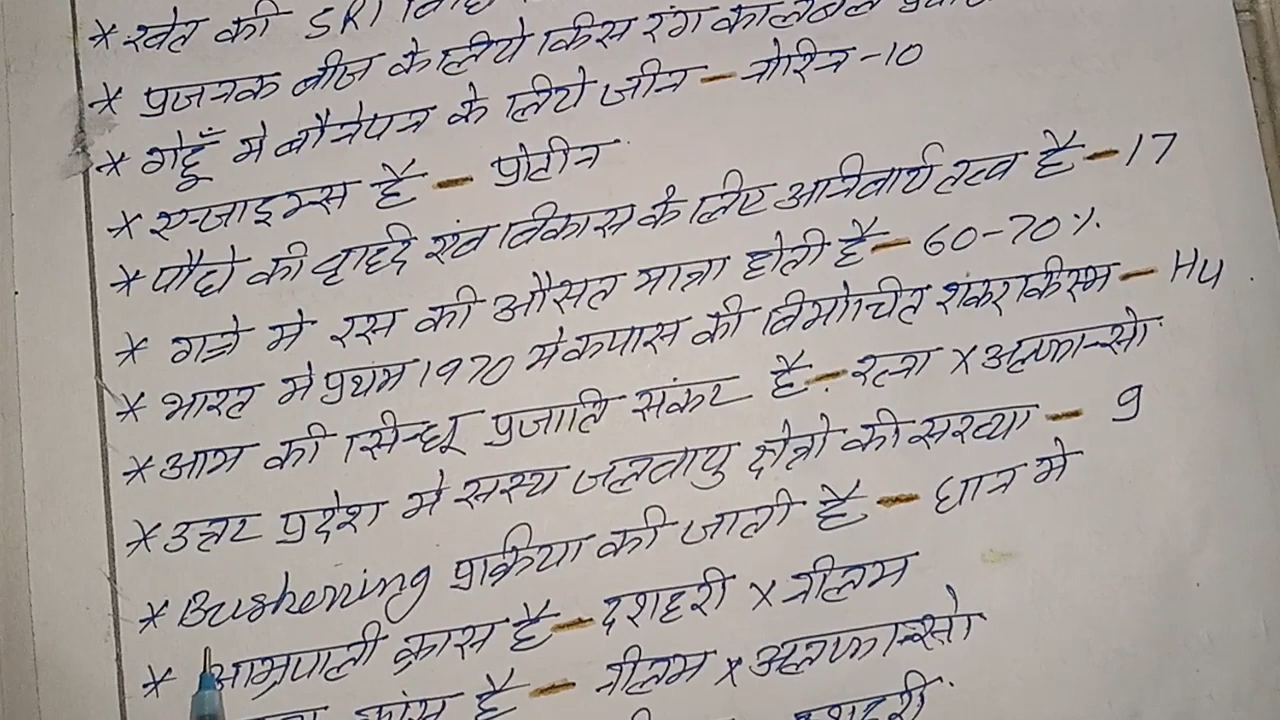 * खेत की SRI
* प्रजनक बीज के लिये किस रंग का लेबल
* गेहूँ मे बौनेपन के लिये जीन - नोरिन-10
* एन्जाइम्स है - प्रोटीन
* पौधे की वृद्धि एंव विकास के लिए अनिवार्य तत्व है - 17
* गन्ने मे रस की औसत मात्रा होती है - 60-70%.
* भारत मे प्रथम 1970 मे कपास की विमोचित शंकर किस्म - H4
* आम की सिन्धू प्रजाति संकर है - रत्ना x अल्फान्सो
* उत्तर प्रदेश मे सस्य जलवायु क्षेत्रो की संख्या - 9
* Bushening प्रक्रिया की जाती है - धान मे
* आम्रपाली क्रास है - दशहरी x नीलम
क्रास है - नीलम x अल्फान्सो
दशहरी